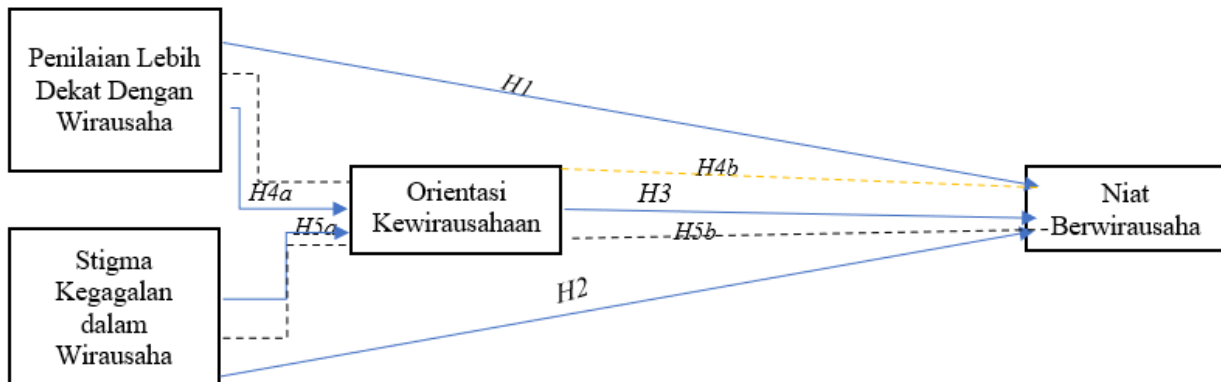 Penilaian Lebih
Dekat Dengan
Wirausaha
H1
H4a
Orientasi
Kewirausahaan
H4b
H3
H5b
Niat
Berwirausaha
H5a
Stigma
Kegagalan
dalam
Wirausaha
H2